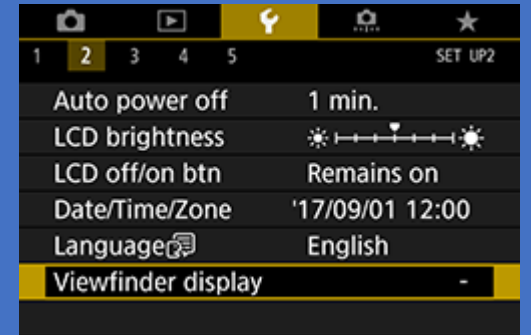 1 2 3 4 5 SET UP2
Auto power off 1 min.
LCD brightness
LCD off/on btn Remains on
Date/Time/Zone '17/09/01 12:00
Language English
Viewfinder display -